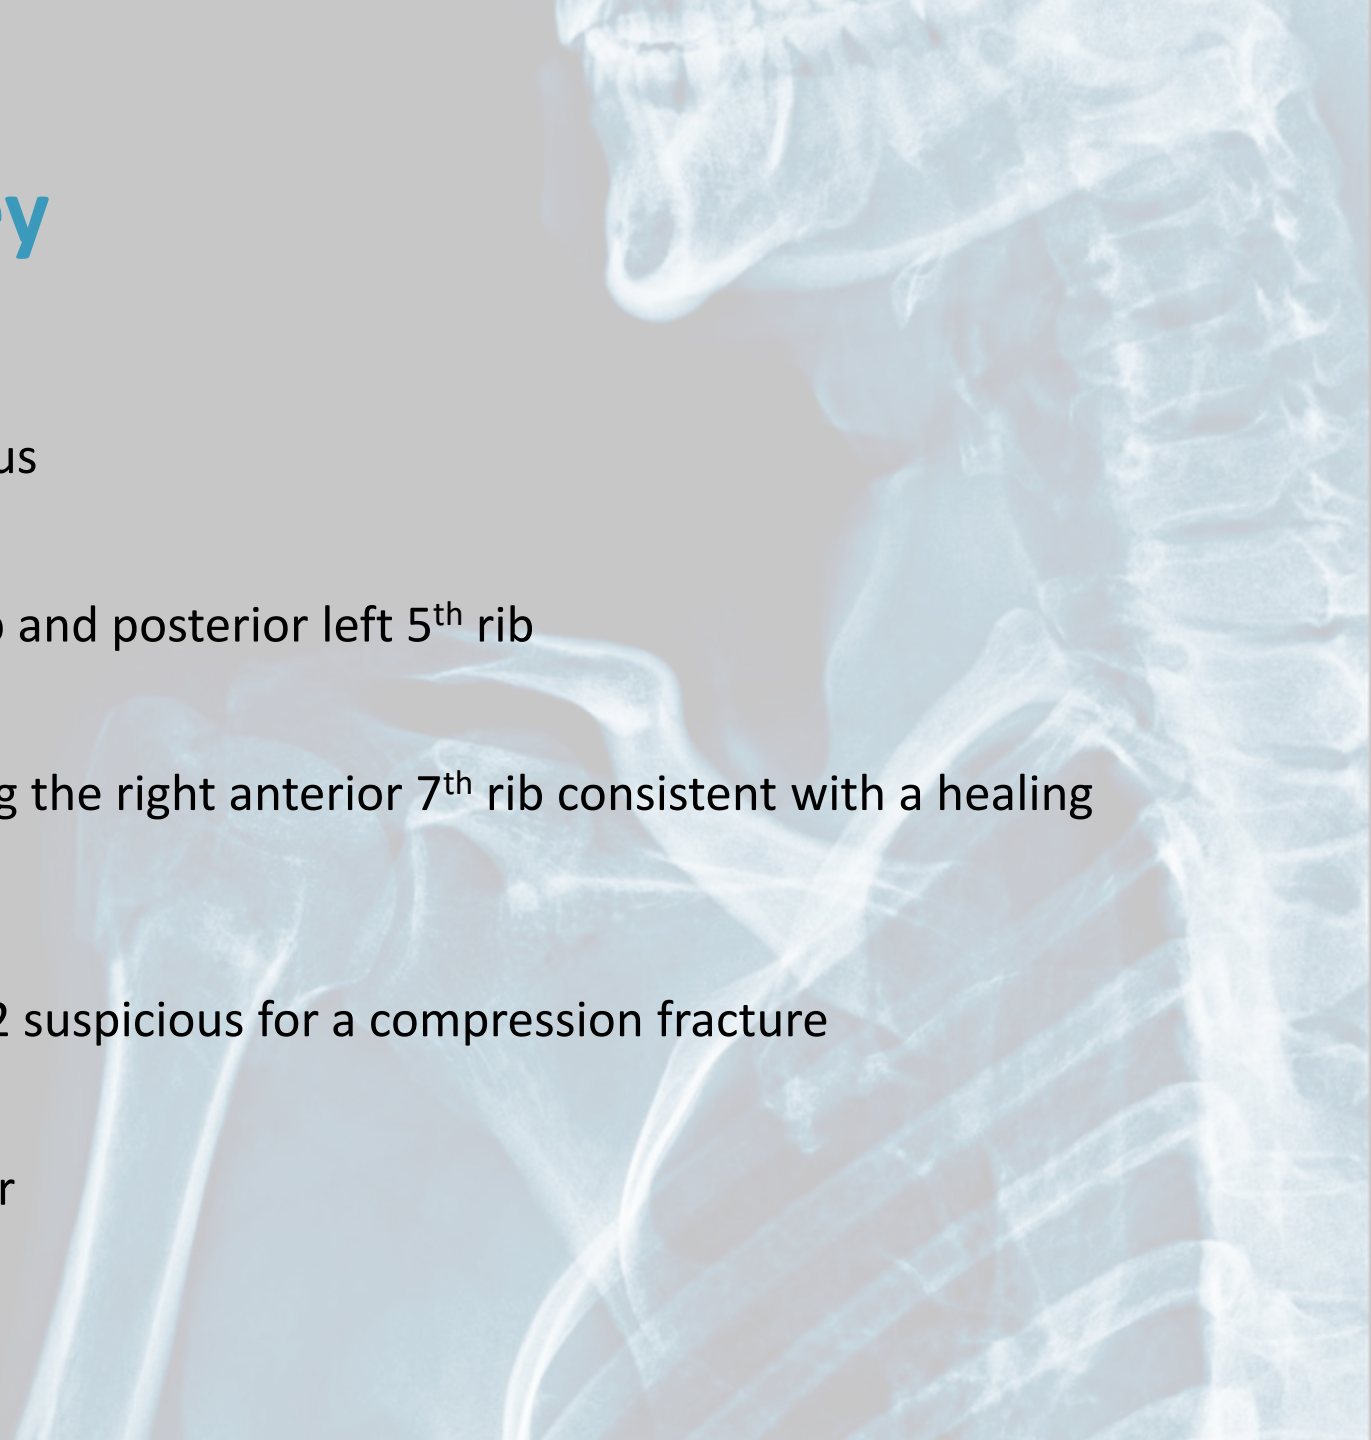 y
us
and posterior left 5th rib
g the right anterior 7th rib consistent with a healing
2 suspicious for a compression fracture
r